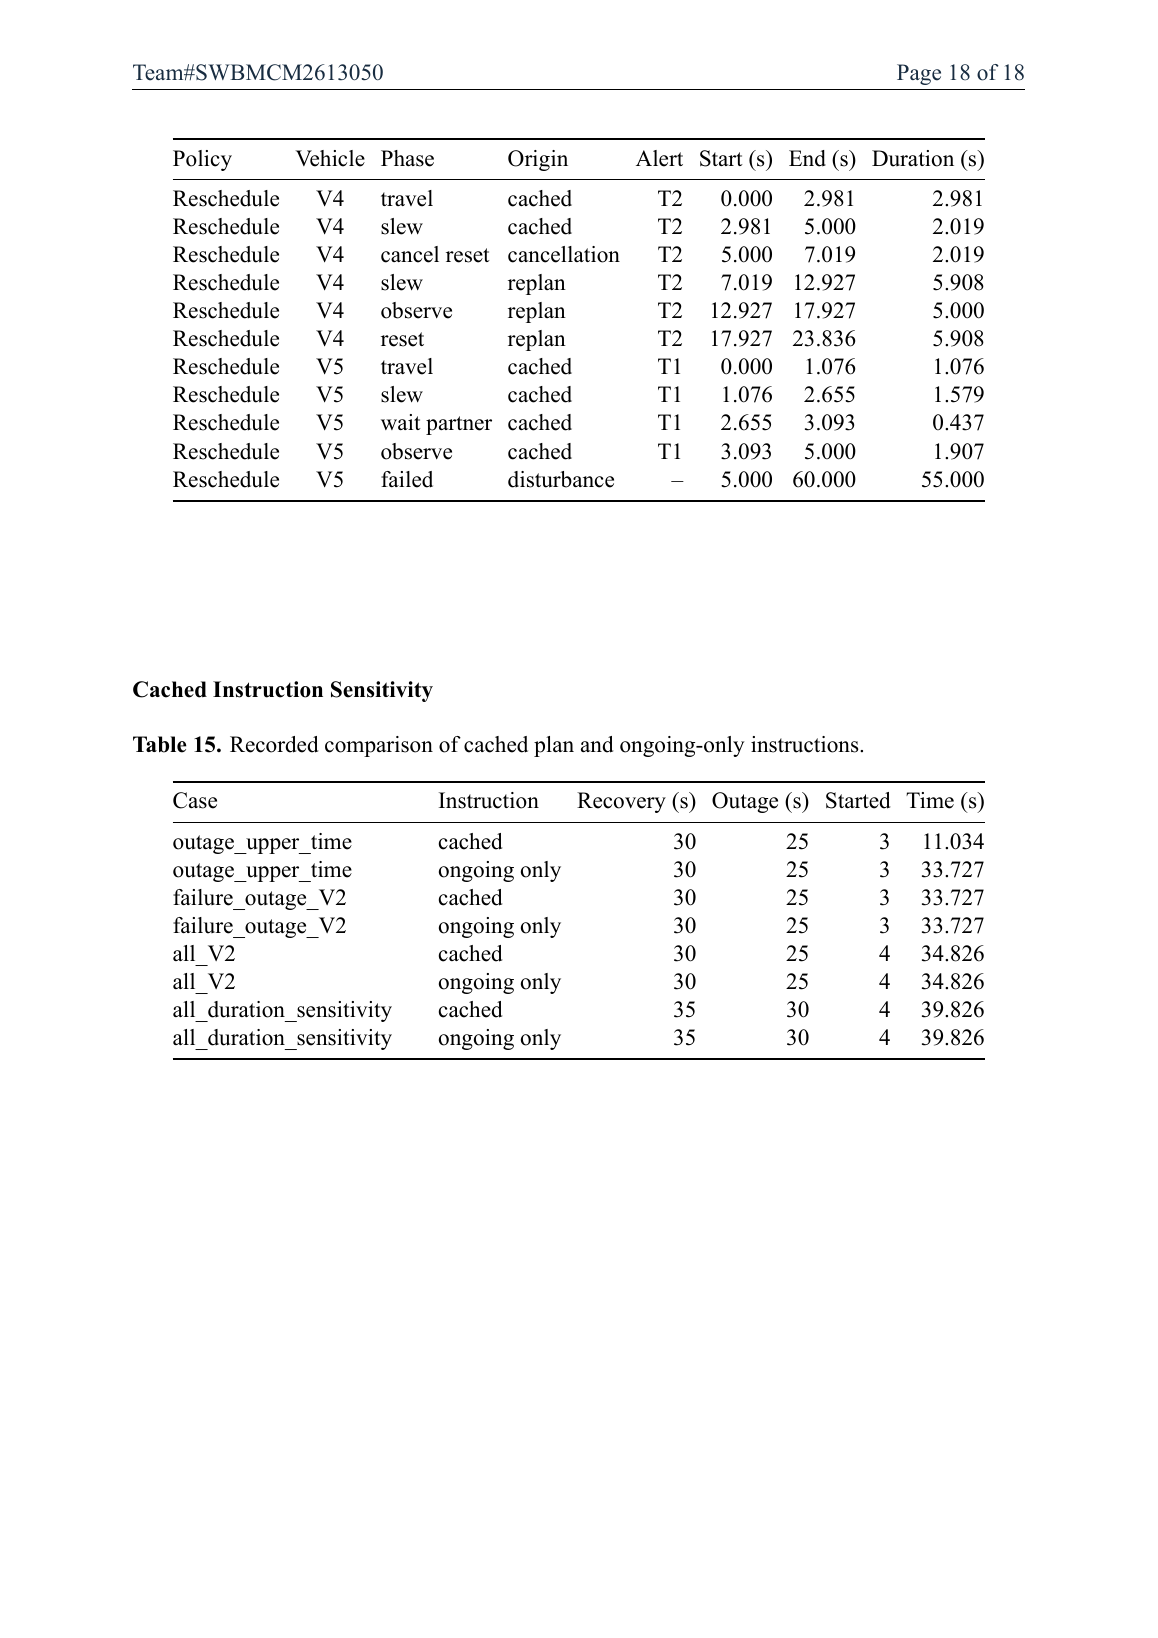 Team#SWBMCM2613050 Page 18 of 18
Policy Vehicle Phase Origin Alert Start (s) End (s) Duration (s)
Reschedule V4 travel cached T2 0.000 2.981 2.981
Reschedule V4 slew cached T2 2.981 5.000 2.019
Reschedule V4 cancel reset cancellation T2 5.000 7.019 2.019
Reschedule V4 slew replan T2 7.019 12.927 5.908
Reschedule V4 observe replan T2 12.927 17.927 5.000
Reschedule V4 reset replan T2 17.927 23.836 5.908
Reschedule V5 travel cached T1 0.000 1.076 1.076
Reschedule V5 slew cached T1 1.076 2.655 1.579
Reschedule V5 wait partner cached T1 2.655 3.093 0.437
Reschedule V5 observe cached T1 3.093 5.000 1.907
Reschedule V5 failed disturbance – 5.000 60.000 55.000
Cached Instruction Sensitivity
Table 15. Recorded comparison of cached plan and ongoing-only instructions.
Case Instruction Recovery (s) Outage (s) Started Time (s)
outage_upper_time cached 30 25 3 11.034
outage_upper_time ongoing only 30 25 3 33.727
failure_outage_V2 cached 30 25 3 33.727
failure_outage_V2 ongoing only 30 25 3 33.727
all_V2 cached 30 25 4 34.826
all_V2 ongoing only 30 25 4 34.826
all_duration_sensitivity cached 35 30 4 39.826
all_duration_sensitivity ongoing only 35 30 4 39.826